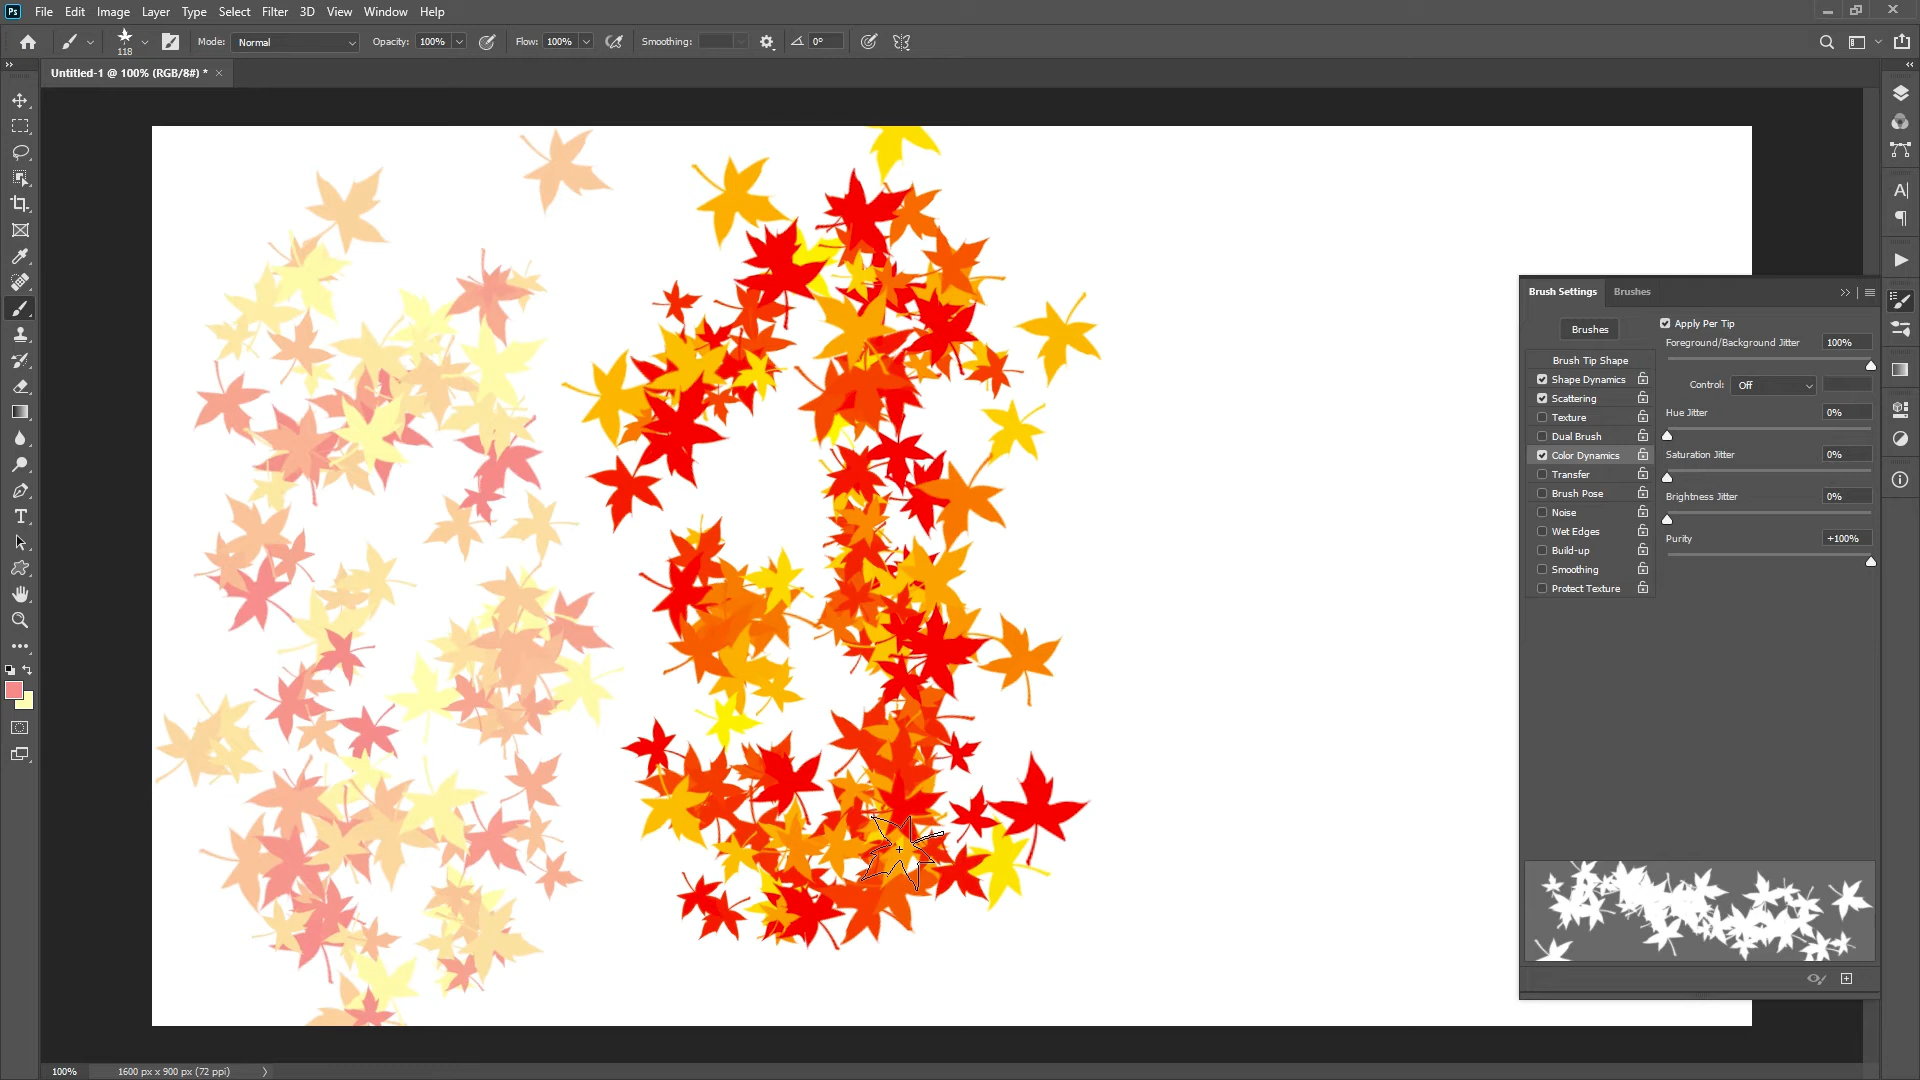 Ps File Edit Image Layer Type Select Filter 3D View Window Help
118 Mode: Normal Opacity: 100% Flow: 100% Smoothing: 0°
Untitled-1 @ 100% (RGB/8#) * ×
Brush Settings Brushes
Brushes
Apply Per Tip
Foreground/Background Jitter 100%
Brush Tip Shape
Shape Dynamics
Control: Off
Scattering
Hue Jitter 0%
Texture
Dual Brush
Color Dynamics
Saturation Jitter 0%
Transfer
Brush Pose
Brightness Jitter 0%
Noise
Wet Edges
Purity +100%
Build-up
Smoothing
Protect Texture
100% 1600 px x 900 px (72 ppi)